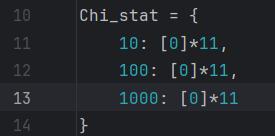 10 Chi_stat = {
11 10: [0]*11,
12 100: [0]*11,
13 1000: [0]*11
14 }